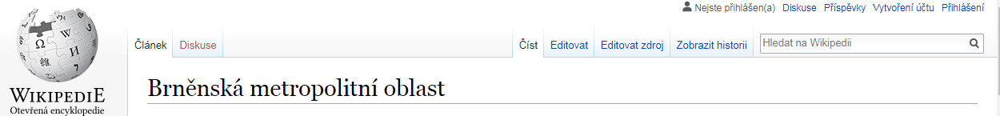 Nejste přihlášen(a) Diskuse Příspěvky Vytvoření účtu Přihlášení
Článek Diskuse Číst Editovat Editovat zdroj Zobrazit historii Hledat na Wikipedii
Brněnská metropolitní oblast
WIKIPEDIE
Otevřená encyklopedie